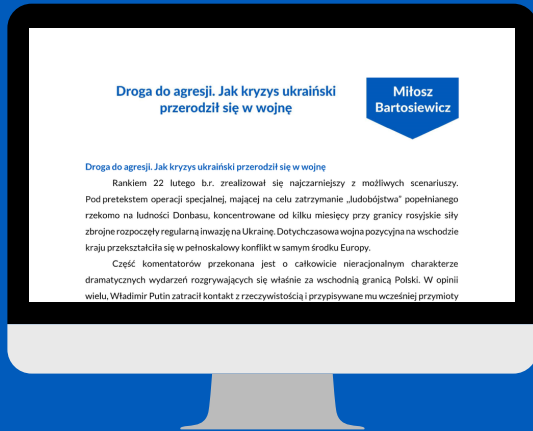 Droga do agresji. Jak kryzys ukraiński
przerodził się w wojnę
Miłosz
Bartosiewicz
Droga do agresji. Jak kryzys ukraiński przerodził się w wojnę
Rankiem 22 lutego b.r. zrealizował się najczarniejszy z możliwych scenariuszy.
Pod pretekstem operacji specjalnej, mającej na celu zatrzymanie „ludobójstwa” popełnianego
rzekomo na ludności Donbasu, koncentrowane od kilku miesięcy przy granicy rosyjskie siły
zbrojne rozpoczęły regularną inwazję na Ukrainę. Dotychczasowa wojna pozycyjna na wschodzie
kraju przekształciła się w pełnoskalowy konflikt w samym środku Europy.
Część komentatorów przekonana jest o całkowicie nieracjonalnym charakterze
dramatycznych wydarzeń rozgrywających się właśnie za wschodnią granicą Polski. W opinii
wielu, Władimir Putin zatracił kontakt z rzeczywistością i przypisywane mu wcześniej przymioty